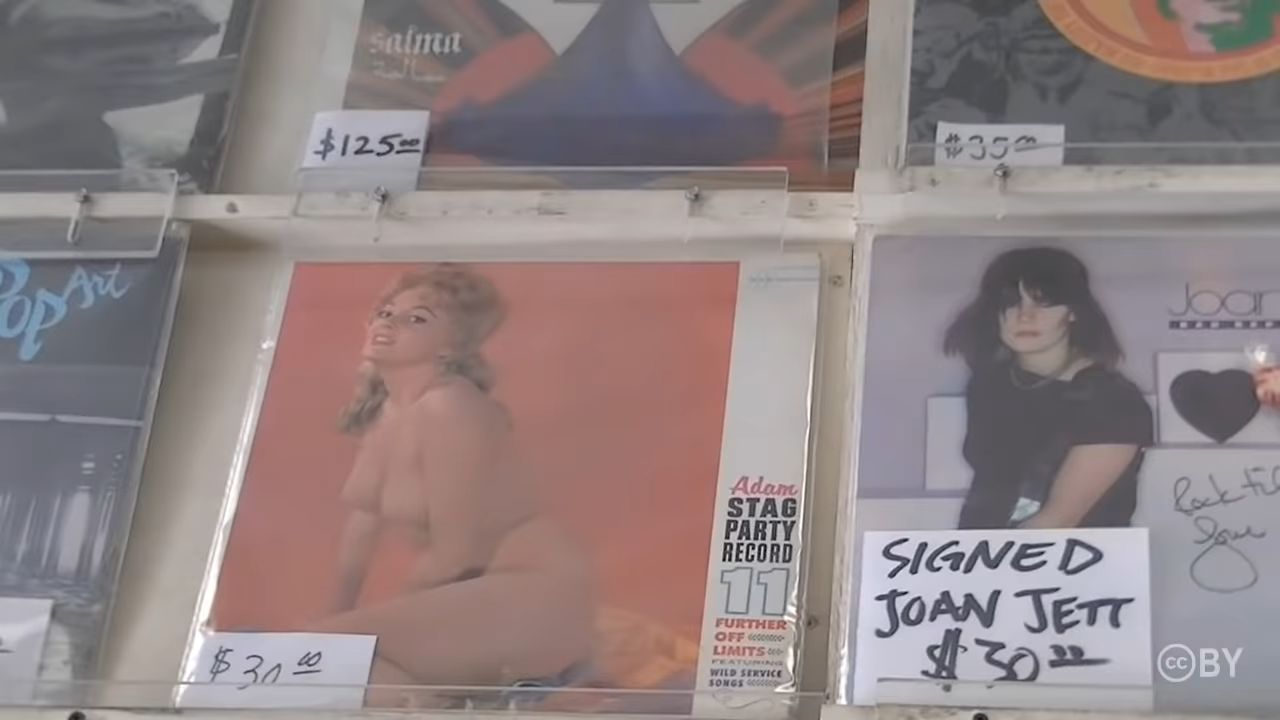 salma
$125.00
$35.00
Pop Art
Joan
Adam
STAG
PARTY
RECORD
11
FURTHER
OFF
LIMITS
FEATURING
WILD SERVICE
SONGS
$30.00
SIGNED
JOAN JETT
$30.00
cc BY